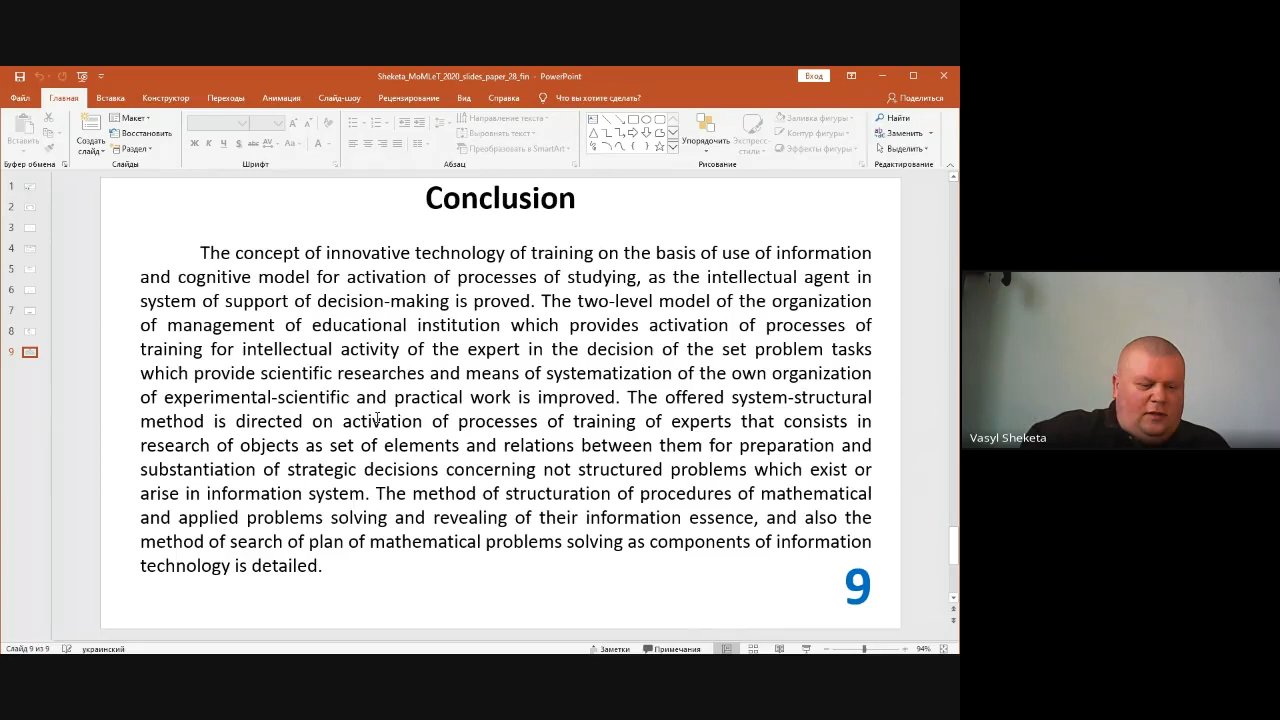 Sheketa_MoMLeT_2020_slides_paper_28_fin - PowerPoint
Вход
Файл Главная Вставка Конструктор Переходы Анимация Слайд-шоу Рецензирование Вид Справка Что вы хотите сделать? Поделиться
Вставить
Создать слайд
Макет
Восстановить
Раздел
Ж К Ч S abc AV Aa A
Направление текста
Выровнять текст
Преобразовать в SmartArt
Упорядочить
Экспресс-стили
Заливка фигуры
Контур фигуры
Эффекты фигуры
Найти
Заменить
Выделить
Буфер обмена Слайды Шрифт Абзац Рисование Редактирование
1
2
3
4
5
6
7
8
9
Conclusion
The concept of innovative technology of training on the basis of use of information
and cognitive model for activation of processes of studying, as the intellectual agent in
system of support of decision-making is proved. The two-level model of the organization
of management of educational institution which provides activation of processes of
training for intellectual activity of the expert in the decision of the set problem tasks
which provide scientific researches and means of systematization of the own organization
of experimental-scientific and practical work is improved. The offered system-structural
method is directed on activation of processes of training of experts that consists in
research of objects as set of elements and relations between them for preparation and
substantiation of strategic decisions concerning not structured problems which exist or
arise in information system. The method of structuration of procedures of mathematical
and applied problems solving and revealing of their information essence, and also the
method of search of plan of mathematical problems solving as components of information
technology is detailed.
9
Vasyl Sheketa
Слайд 9 из 9 украинский Заметки Примечания 94%